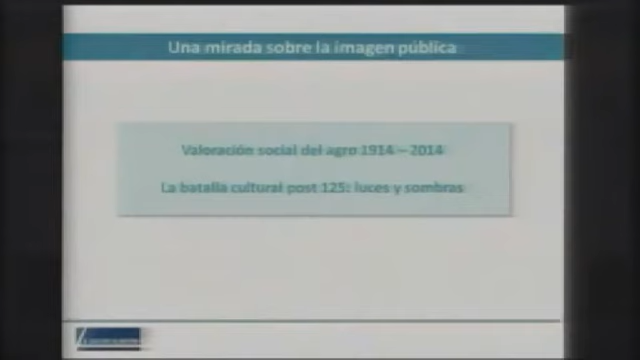 Una mirada sobre la imagen pública
Valoración social del agro 1914 – 2014
La batalla cultural post 125: luces y sombras